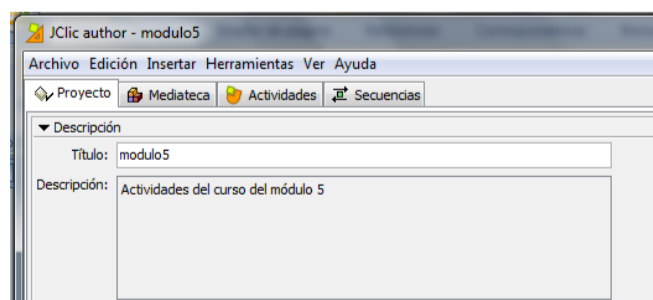 JClic author - modulo5
Archivo Edición Insertar Herramientas Ver Ayuda
Proyecto Mediateca Actividades Secuencias
Descripción
Título: modulo5
Descripción: Actividades del curso del módulo 5